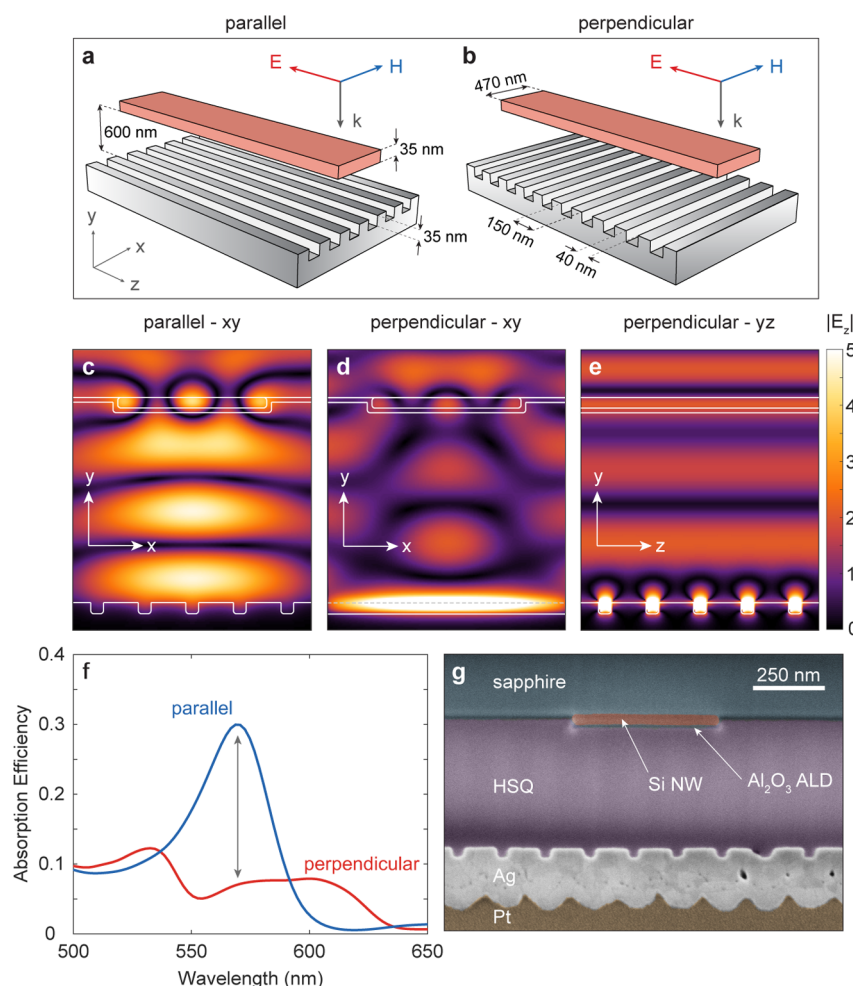 parallel
perpendicular
a
E
H
k
600 nm
35 nm
35 nm
y
x
z
b
470 nm
E
H
k
150 nm
40 nm
parallel - xy
perpendicular - xy
perpendicular - yz
|E_z|
c
y
x
d
y
x
e
y
z
5
4
3
2
1
0
f
0.4
0.3
0.2
0.1
0
parallel
perpendicular
Absorption Efficiency
500
550
600
650
Wavelength (nm)
g
250 nm
sapphire
Si NW
Al₂O₃ ALD
HSQ
Ag
Pt